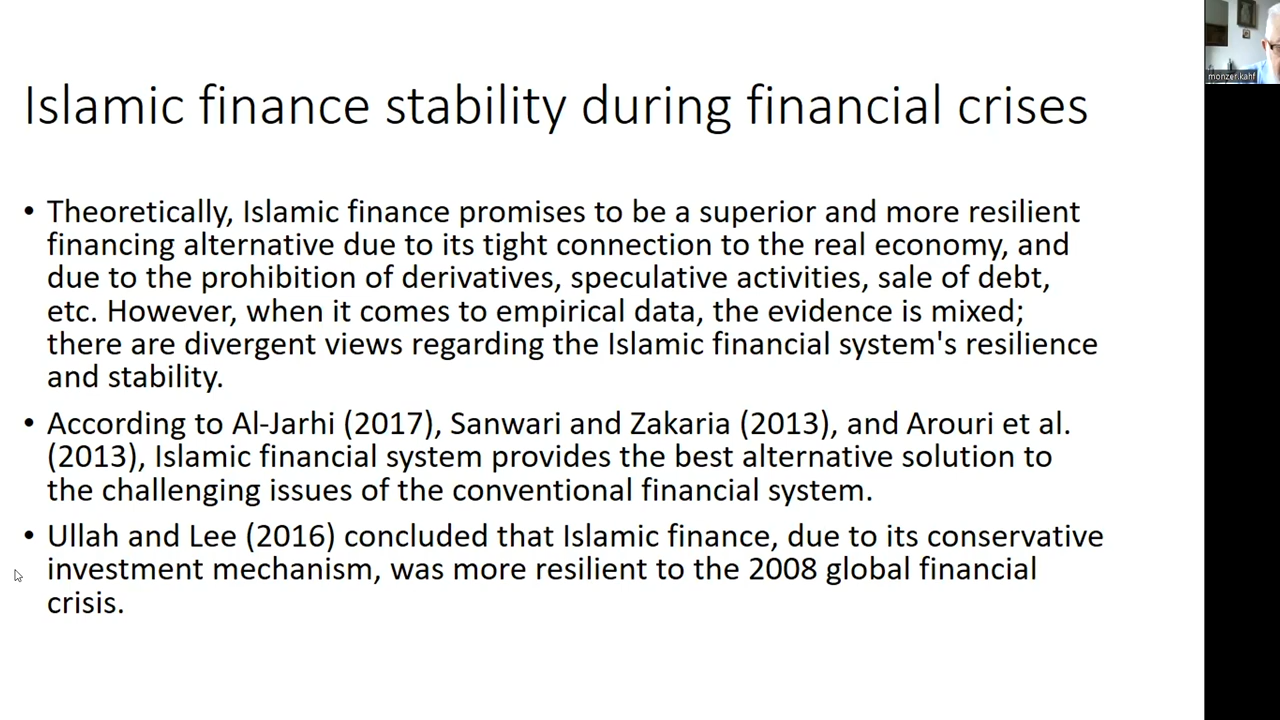 Islamic finance stability during financial crises
• Theoretically, Islamic finance promises to be a superior and more resilient
financing alternative due to its tight connection to the real economy, and
due to the prohibition of derivatives, speculative activities, sale of debt,
etc. However, when it comes to empirical data, the evidence is mixed;
there are divergent views regarding the Islamic financial system's resilience
and stability.
• According to Al-Jarhi (2017), Sanwari and Zakaria (2013), and Arouri et al.
(2013), Islamic financial system provides the best alternative solution to
the challenging issues of the conventional financial system.
• Ullah and Lee (2016) concluded that Islamic finance, due to its conservative
investment mechanism, was more resilient to the 2008 global financial
crisis.
monzer.kahf